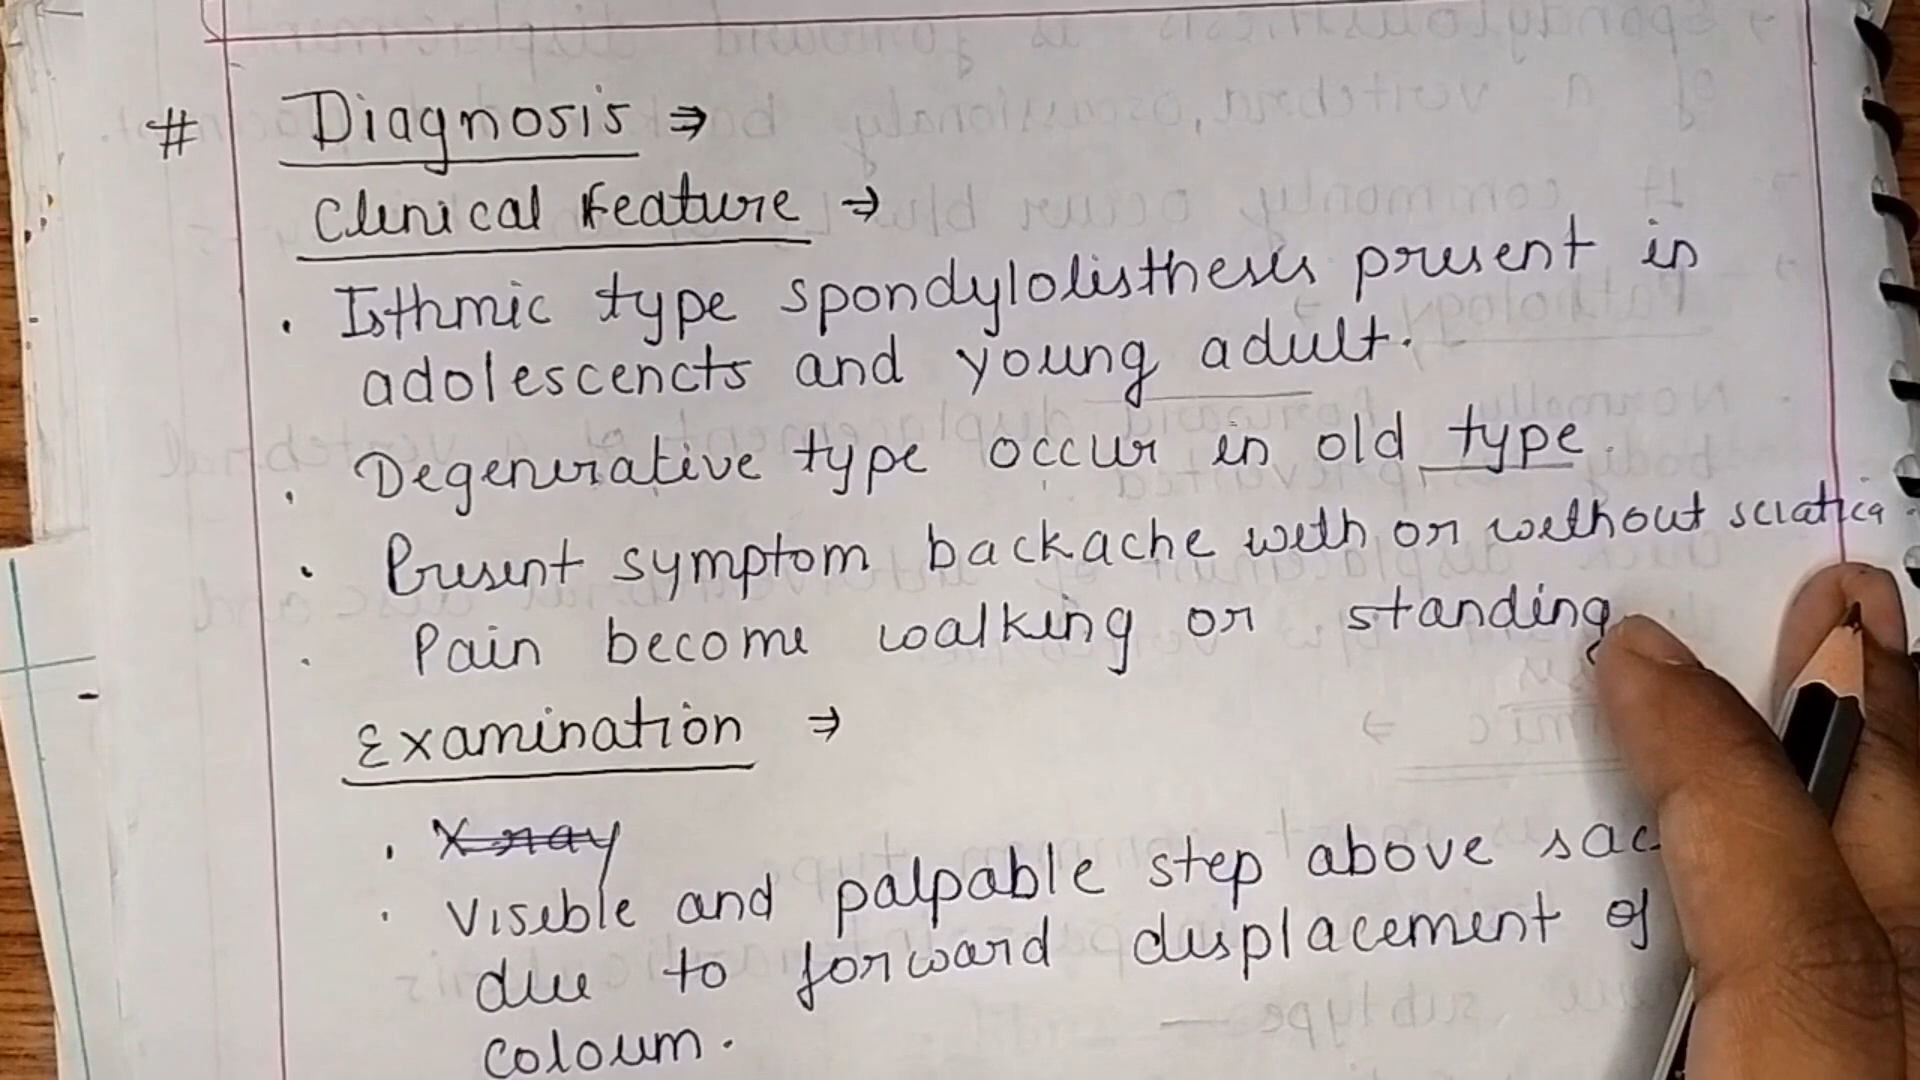 # Diagnosis ⇒
Clinical Feature ⇒
· Isthmic type spondylolisthesis present in
adolescencts and young adult.
· Degenerative type occur in old type.
· Present symptom backache with or without sciatica.
· Pain become walking or standing
Examination ⇒
· X-ray
· Visible and palpable step above sac
due to forward displacement of
coloum.